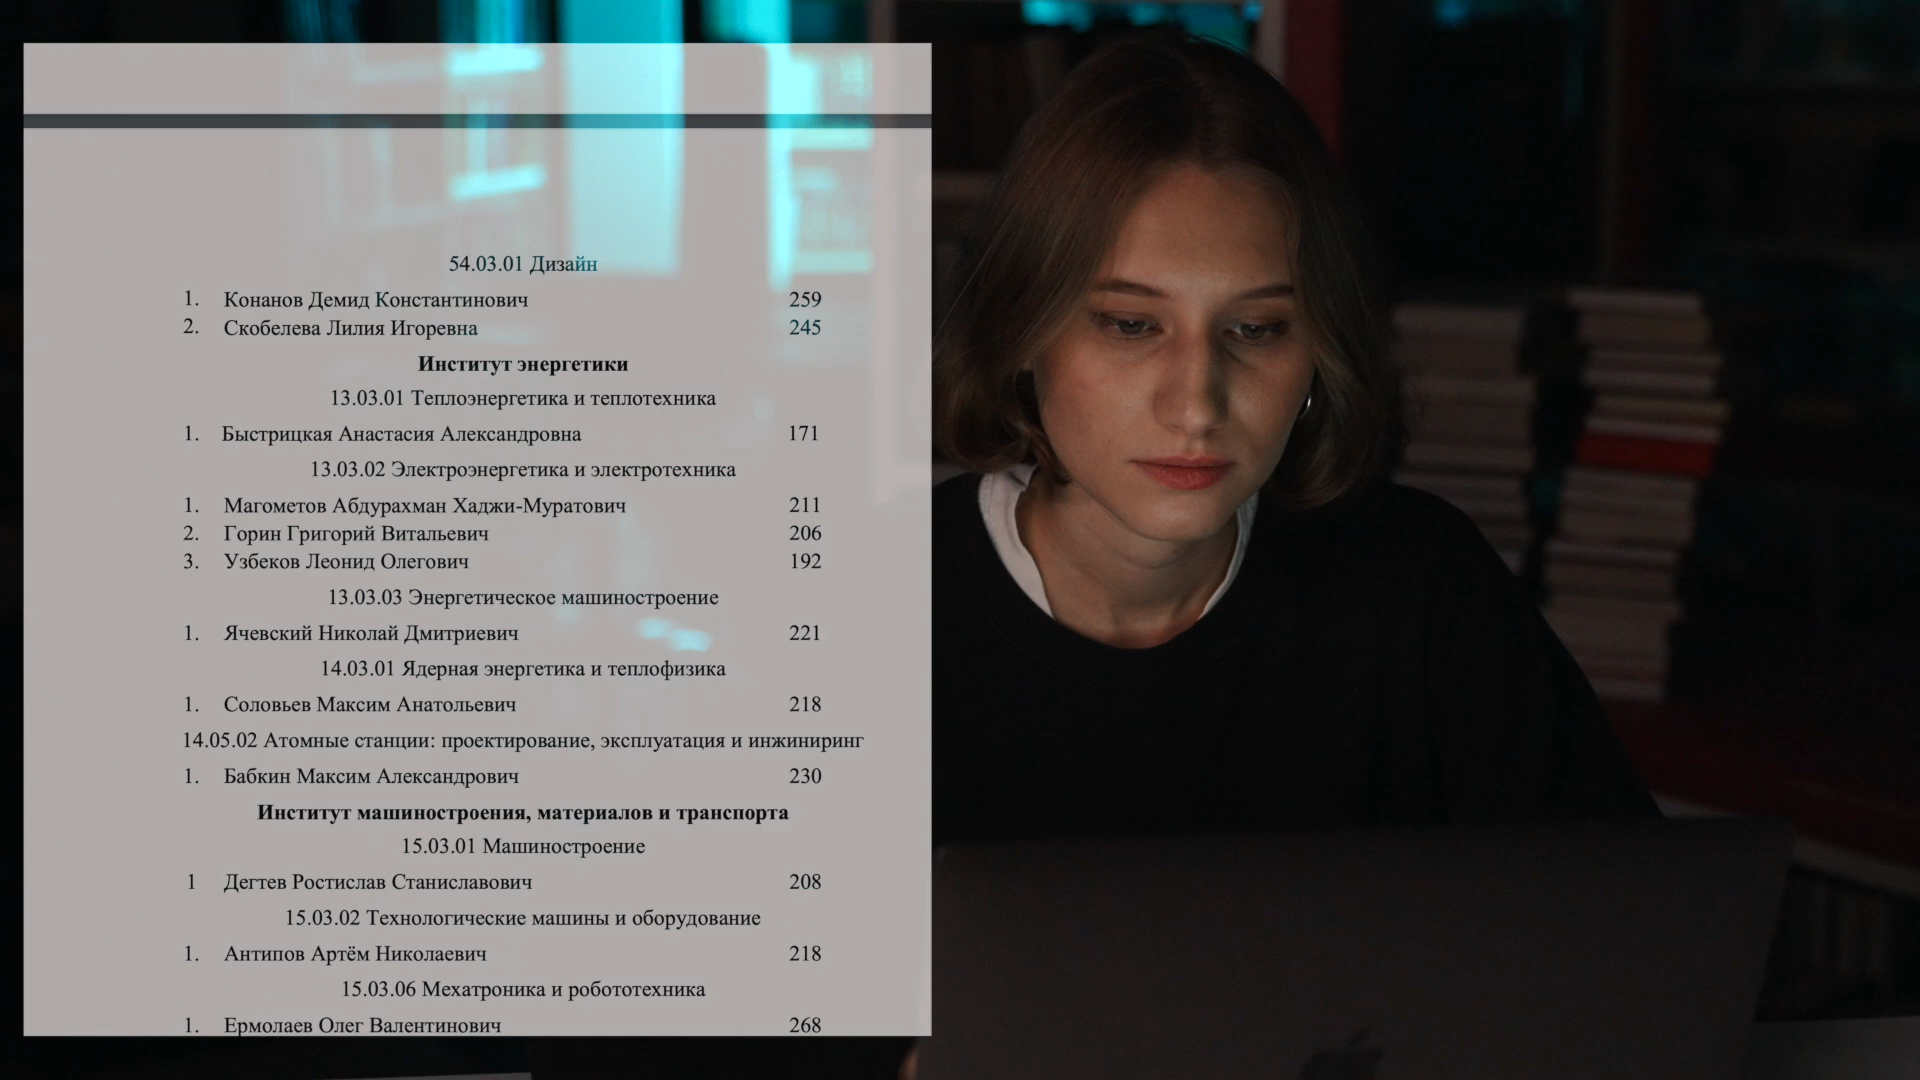 54.03.01 Дизайн
1. Конанов Демид Константинович 259
2. Скобелева Лилия Игоревна 245
Институт энергетики
13.03.01 Теплоэнергетика и теплотехника
1. Быстрицкая Анастасия Александровна 171
13.03.02 Электроэнергетика и электротехника
1. Магометов Абдурахман Хаджи-Муратович 211
2. Горин Григорий Витальевич 206
3. Узбеков Леонид Олегович 192
13.03.03 Энергетическое машиностроение
1. Ячевский Николай Дмитриевич 221
14.03.01 Ядерная энергетика и теплофизика
1. Соловьев Максим Анатольевич 218
14.05.02 Атомные станции: проектирование, эксплуатация и инжиниринг
1. Бабкин Максим Александрович 230
Институт машиностроения, материалов и транспорта
15.03.01 Машиностроение
1 Дегтев Ростислав Станиславович 208
15.03.02 Технологические машины и оборудование
1. Антипов Артём Николаевич 218
15.03.06 Мехатроника и робототехника
1. Ермолаев Олег Валентинович 268